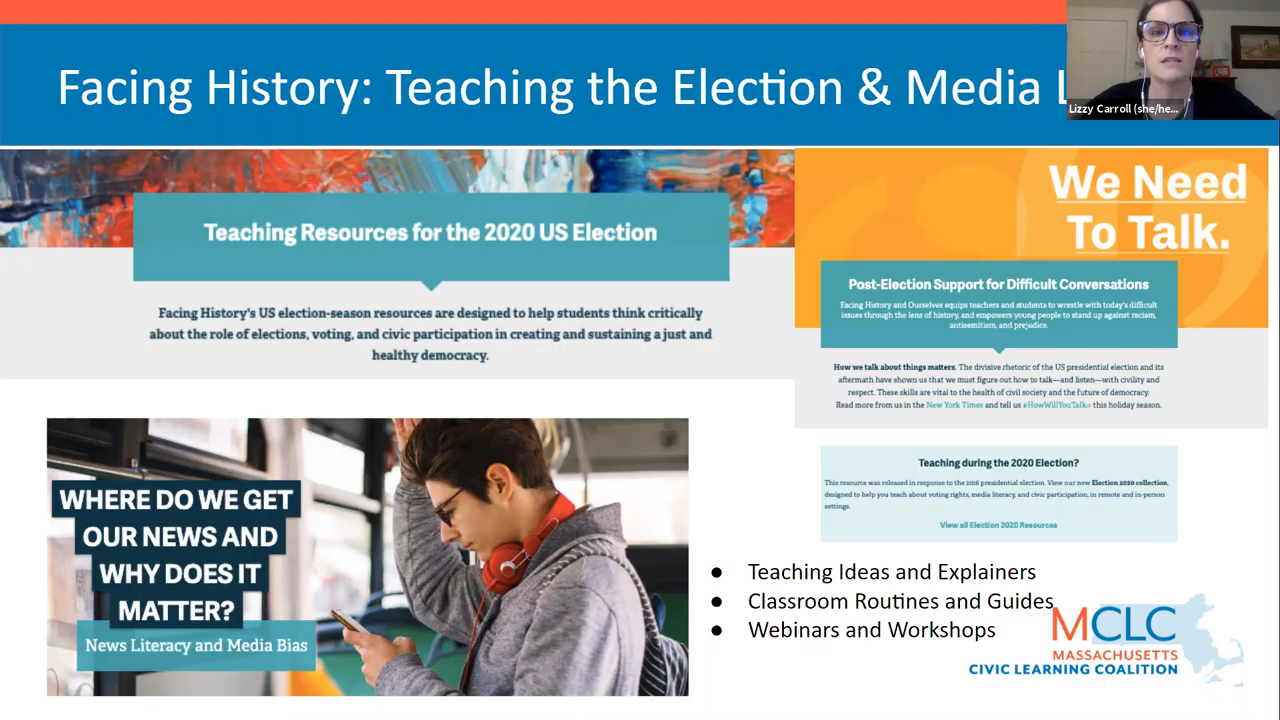 Facing History: Teaching the Election & Media L
Lizzy Carroll (she/he...
Teaching Resources for the 2020 US Election
Facing History's US election-season resources are designed to help students think critically
about the role of elections, voting, and civic participation in creating and sustaining a just and
healthy democracy.
We Need
To Talk.
Post-Election Support for Difficult Conversations
Facing History and Ourselves equips teachers and students to wrestle with today's difficult
issues through the lens of history, and empowers young people to stand up against racism,
antisemitism, and prejudice.
How we talk about things matters. The divisive rhetoric of the US presidential election and its
aftermath have shown us that we must figure out how to talk—and listen—with civility and
respect. These skills are vital to the health of civil society and the future of democracy.
Read more from us in the New York Times and tell us #HowWillYouTalk this holiday season.
Teaching during the 2020 Election?
This resource was released in response to the 2016 presidential election. View our new Election 2020 collection,
designed to help you teach about voting rights, media literacy, and civic participation, in remote and in-person
settings.
View all Election 2020 Resources
WHERE DO WE GET
OUR NEWS AND
WHY DOES IT
MATTER?
News Literacy and Media Bias
● Teaching Ideas and Explainers
● Classroom Routines and Guides
● Webinars and Workshops
MCLC
MASSACHUSETTS
CIVIC LEARNING COALITION